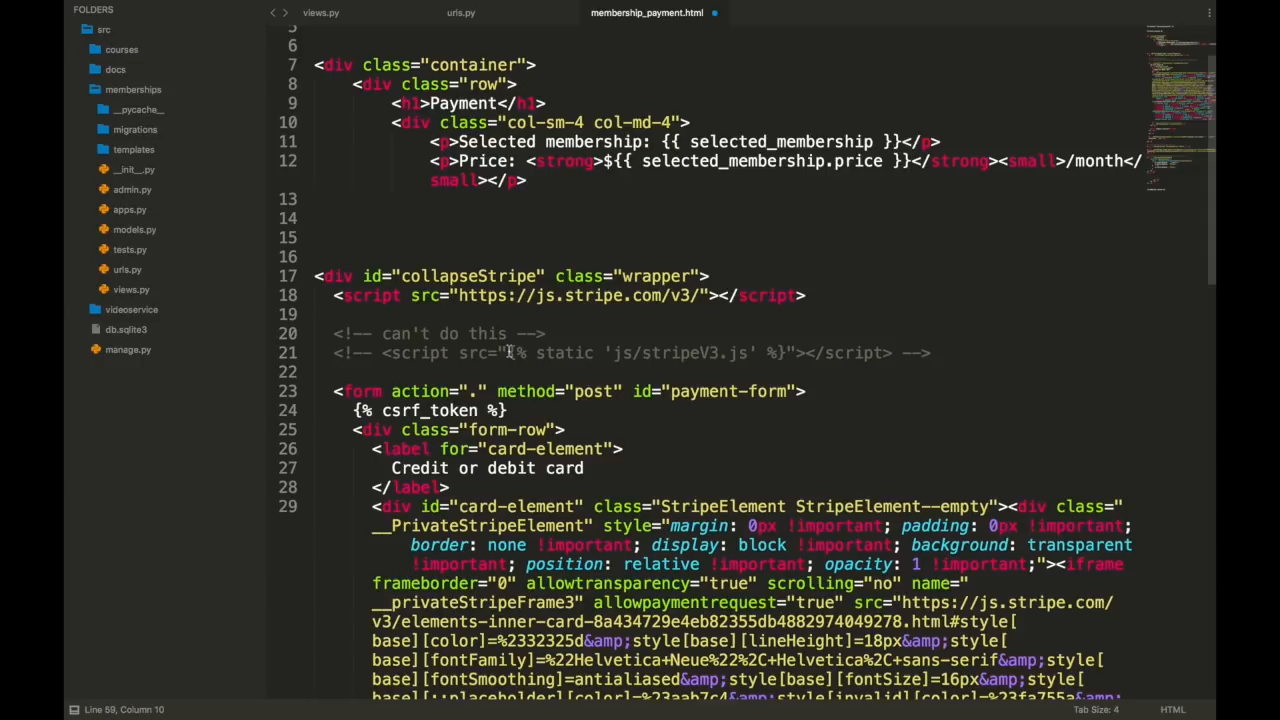 FOLDERS
src
courses
docs
memberships
__pycache__
migrations
templates
__init__.py
admin.py
apps.py
models.py
tests.py
urls.py
views.py
videoservice
db.sqlite3
manage.py
views.py urls.py membership_payment.html
5
6
7 <div class="container">
8 <div class="row">
9 <h1>Payment</h1>
10 <div class="col-sm-4 col-md-4">
11 <p>Selected membership: {{ selected_membership }}</p>
12 <p>Price: <strong>${{ selected_membership.price }}</strong><small>/month</
small></p>
13
14
15
16
17 <div id="collapseStripe" class="wrapper">
18 <script src="https://js.stripe.com/v3/"></script>
19
20 <!-- can't do this -->
21 <!-- <script src="{% static 'js/stripeV3.js' %}"></script> -->
22
23 <form action="." method="post" id="payment-form">
24 {% csrf_token %}
25 <div class="form-row">
26 <label for="card-element">
27 Credit or debit card
28 </label>
29 <div id="card-element" class="StripeElement StripeElement--empty"><div class="
__PrivateStripeElement" style="margin: 0px !important; padding: 0px !important;
border: none !important; display: block !important; background: transparent
!important; position: relative !important; opacity: 1 !important;"><iframe
frameborder="0" allowtransparency="true" scrolling="no" name="
__privateStripeFrame3" allowpaymentrequest="true" src="https://js.stripe.com/
v3/elements-inner-card-8a434729e4eb82355db4882974049278.html#style[
base][color]=%2332325d&amp;style[base][lineHeight]=18px&amp;style[
base][fontFamily]=%22Helvetica+Neue%22%2C+Helvetica%2C+sans-serif&amp;style[
base][fontSmoothing]=antialiased&amp;style[base][fontSize]=16px&amp;style[
base][::placeholder][color]=%23aab7c4&amp;style[invalid][color]=%23fa755a&amp;
Line 59, Column 10 Tab Size: 4 HTML